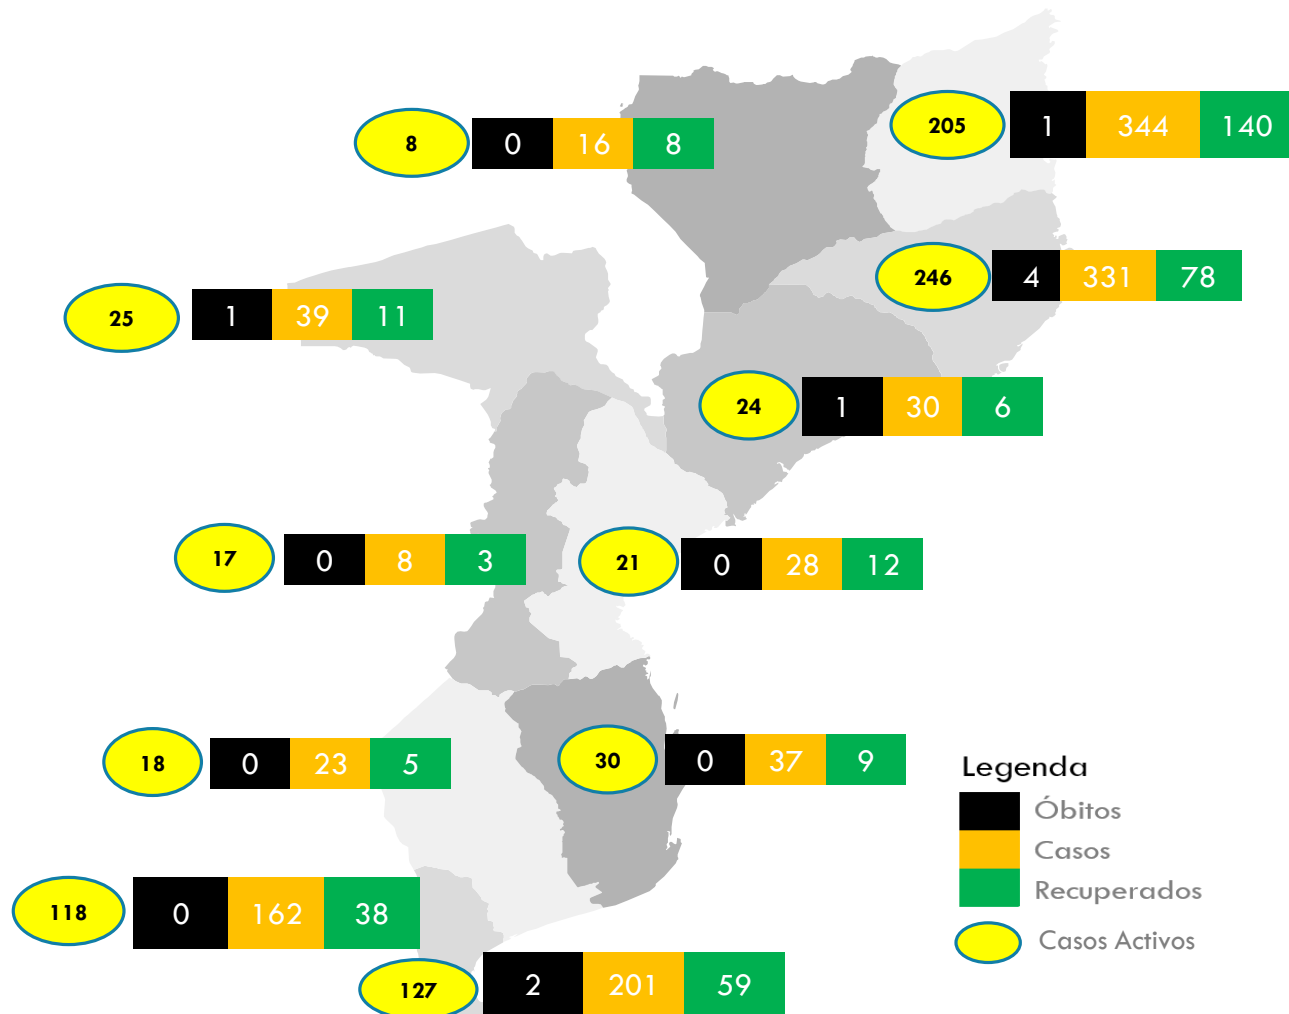 205 1 344 140
8 0 16 8
246 4 331 78
25 1 39 11
24 1 30 6
17 0 8 3
21 0 28 12
18 0 23 5
30 0 37 9
Legenda
Óbitos
Casos
Recuperados
Casos Activos
118 0 162 38
127 2 201 59